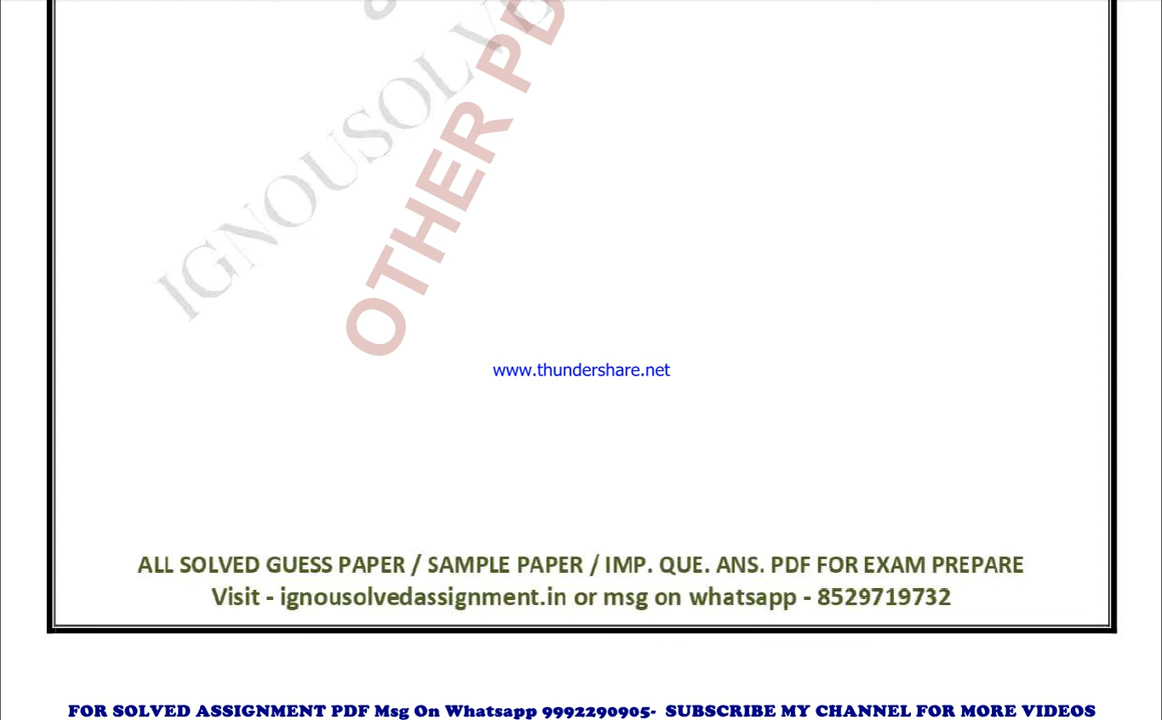 IGNOUSOLV
OTHER PD
www.thundershare.net
ALL SOLVED GUESS PAPER / SAMPLE PAPER / IMP. QUE. ANS. PDF FOR EXAM PREPARE
Visit - ignousolvedassignment.in or msg on whatsapp - 8529719732
FOR SOLVED ASSIGNMENT PDF Msg On Whatsapp 9992290905- SUBSCRIBE MY CHANNEL FOR MORE VIDEOS